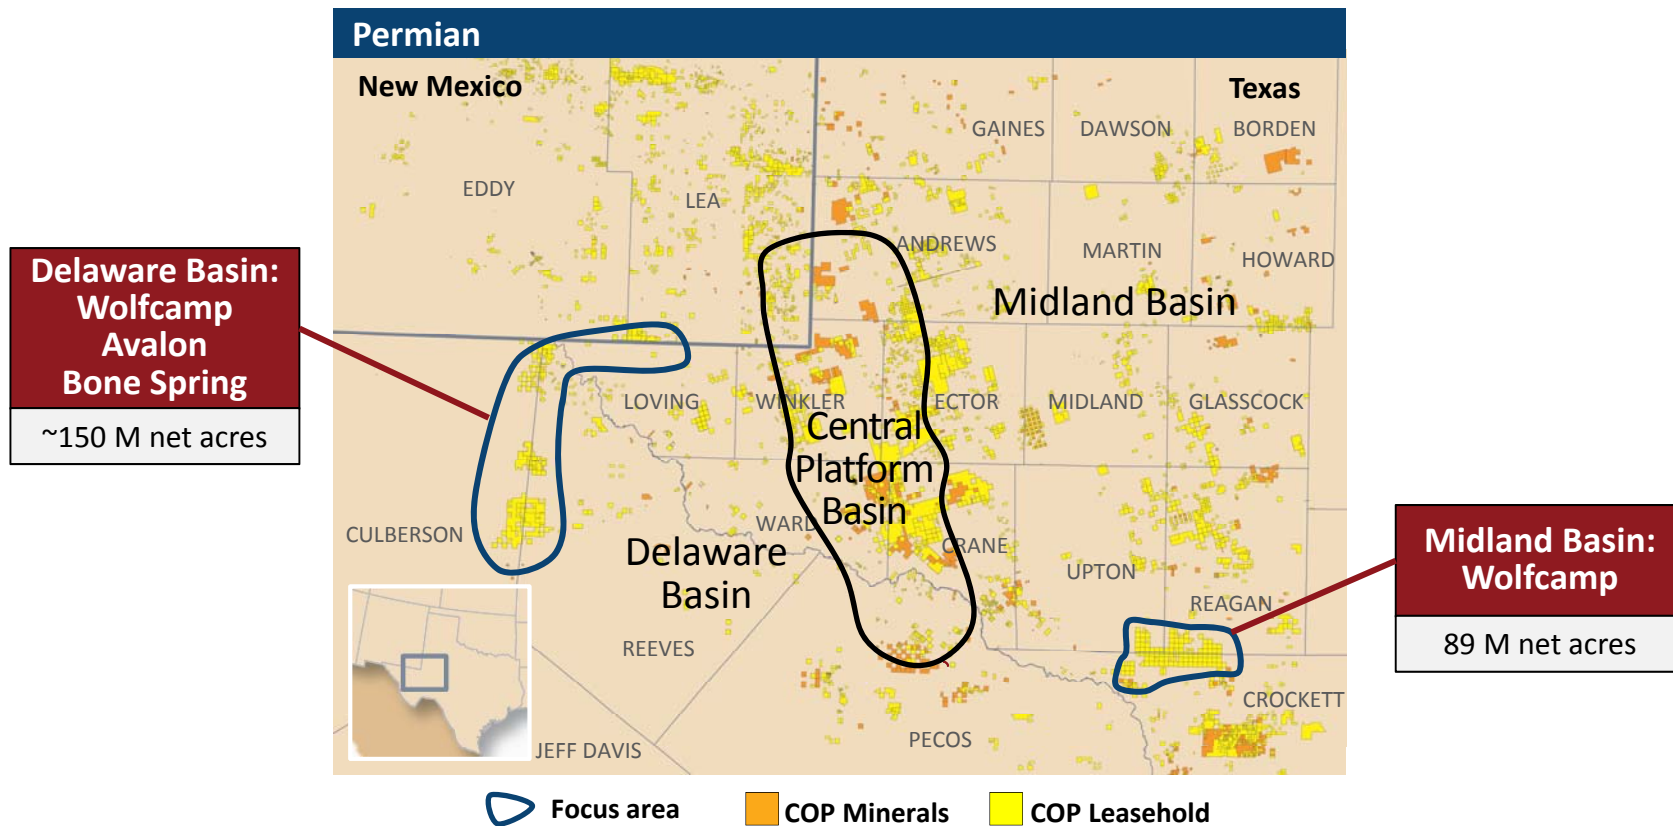 Permian
New Mexico
Texas
GAINES
DAWSON
BORDEN
EDDY
LEA
ANDREWS
MARTIN
HOWARD
Midland Basin
Delaware Basin:
Wolfcamp
Avalon
Bone Spring
~150 M net acres
LOVING
WINKLER
ECTOR
MIDLAND
GLASSCOCK
Central
Platform
Basin
CULBERSON
WARD
CRANE
Delaware
Basin
UPTON
REAGAN
Midland Basin:
Wolfcamp
89 M net acres
REEVES
CROCKETT
JEFF DAVIS
PECOS
Focus area
COP Minerals
COP Leasehold